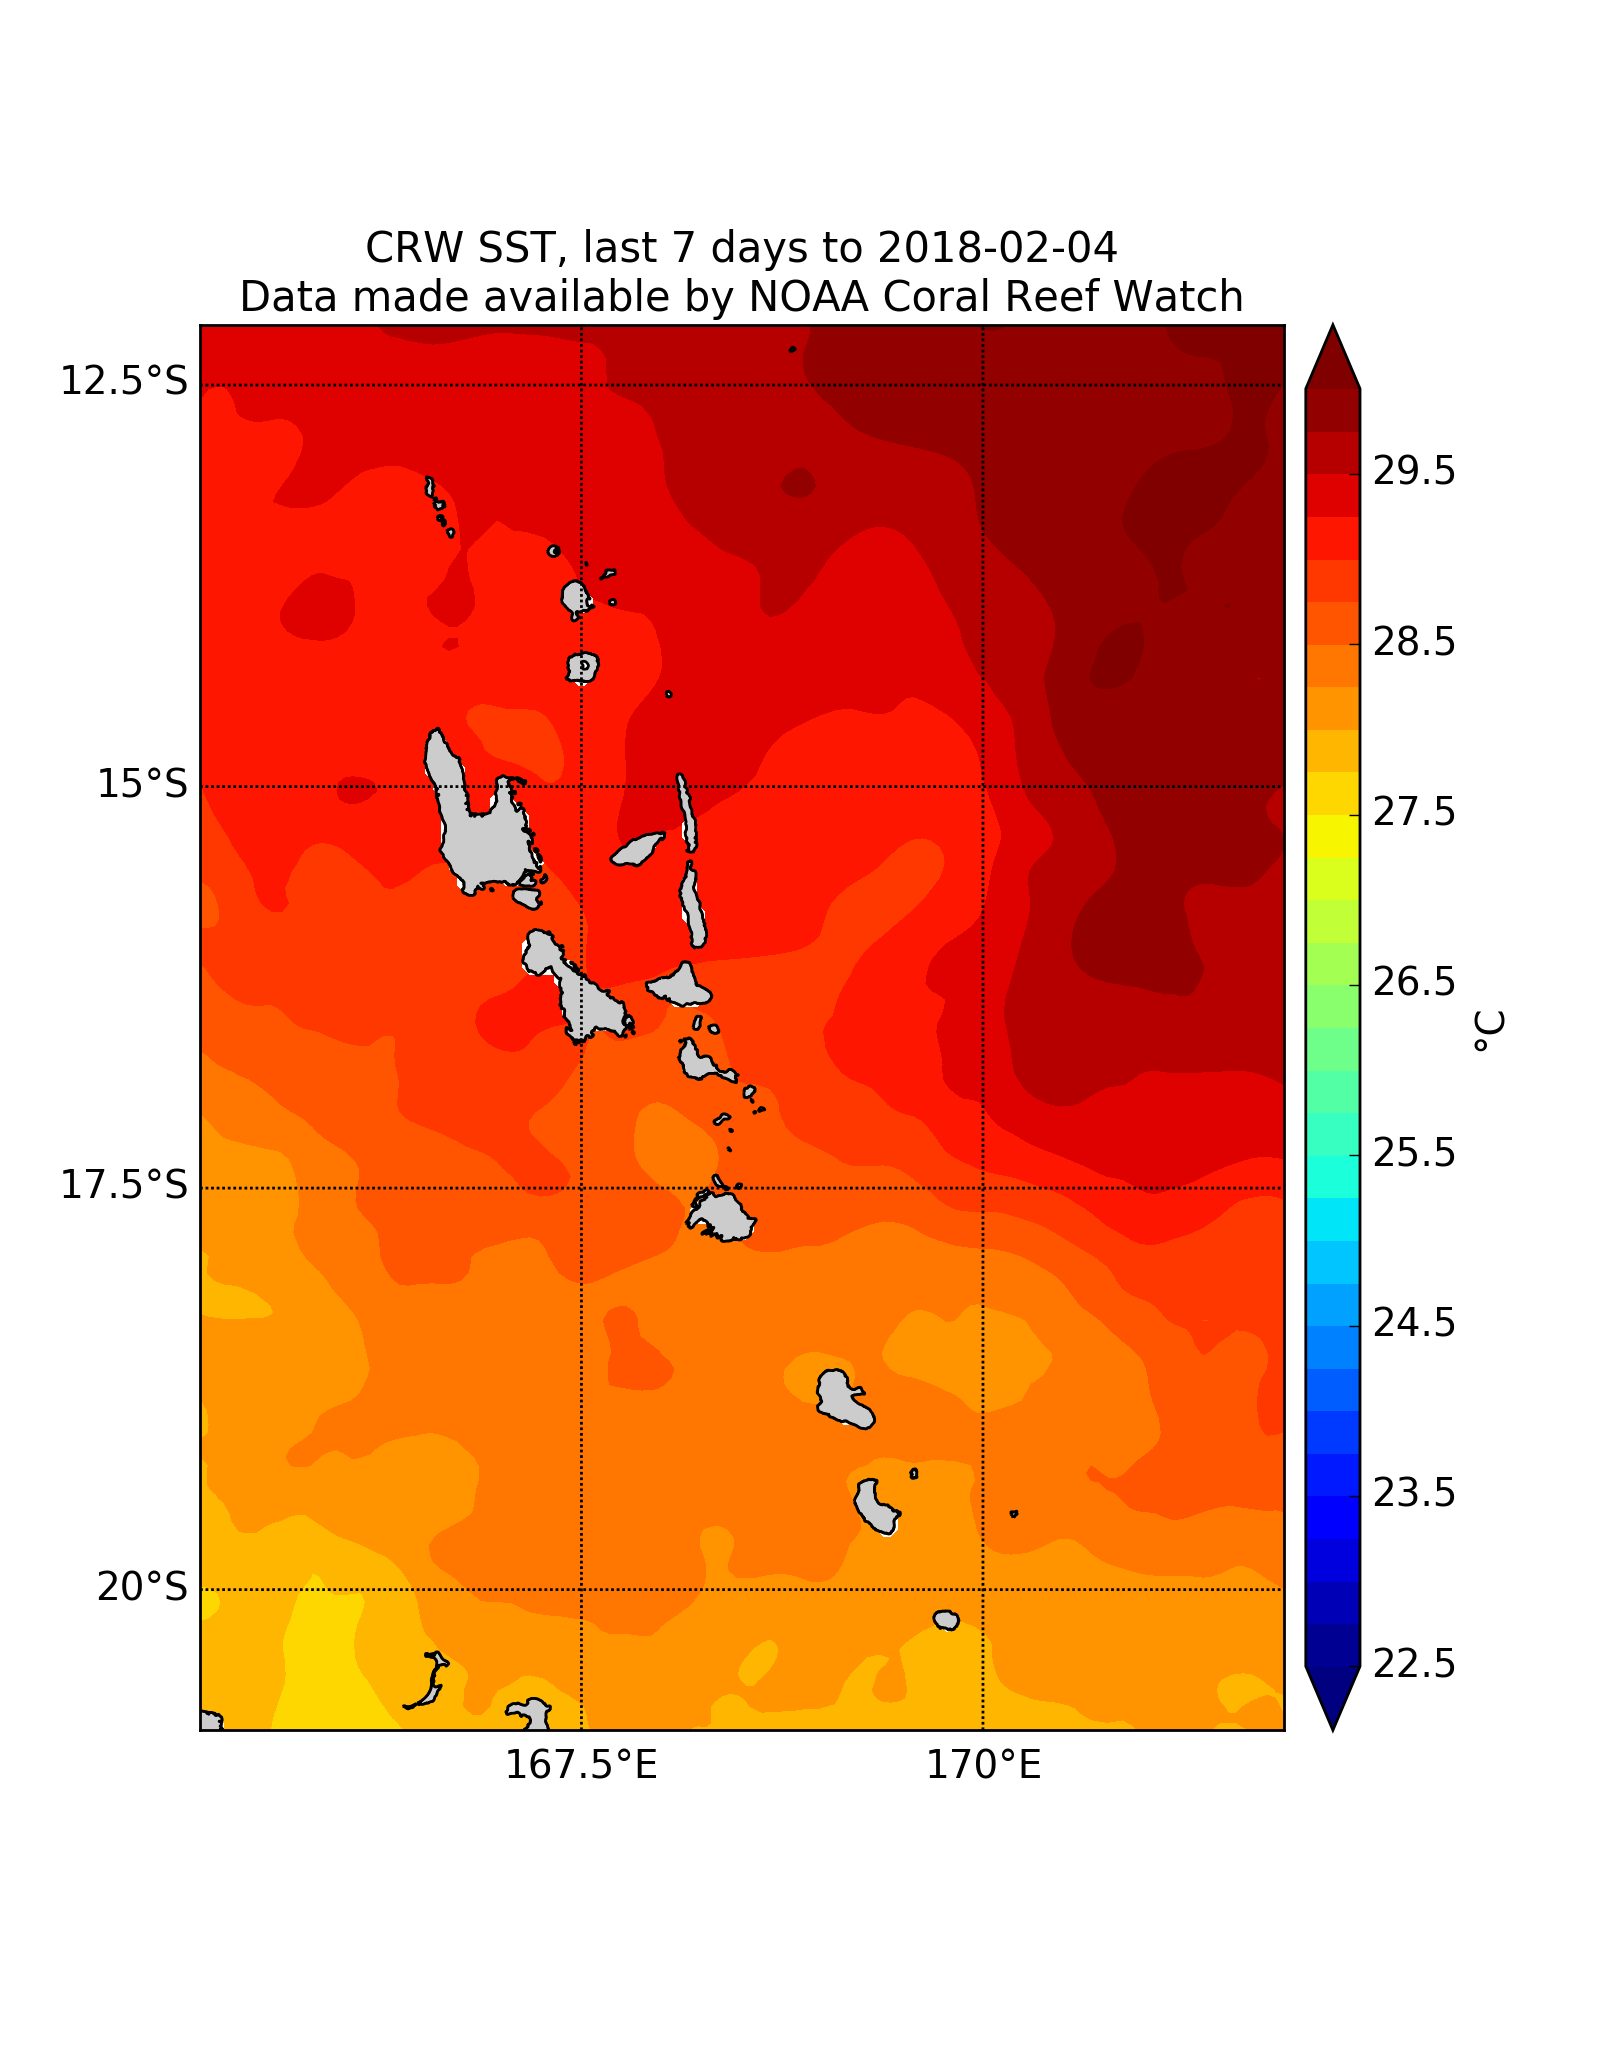 CRW SST, last 7 days to 2018-02-04
Data made available by NOAA Coral Reef Watch
12.5°S
15°S
17.5°S
20°S
167.5°E
170°E
29.5
28.5
27.5
26.5
25.5
24.5
23.5
22.5
°C